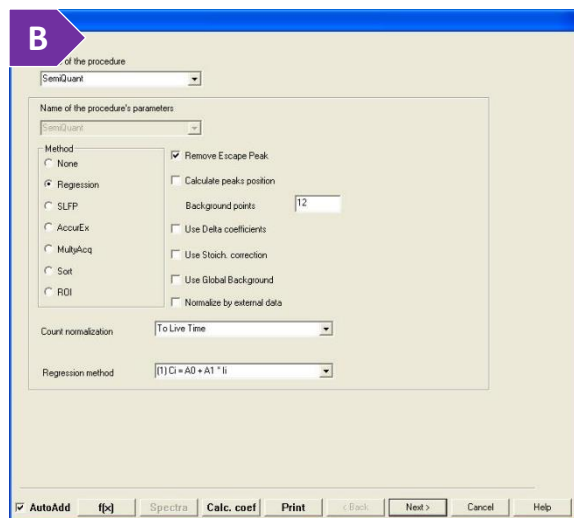 B
of the procedure
SemiQuant
Name of the procedure's parameters
SemiQuant
Method
None
Regression
SLFP
AccurEx
MultyAcq
Sort
ROI
Remove Escape Peak
Calculate peaks position
Background points 12
Use Delta coefficients
Use Stoich. correction
Use Global Background
Normalize by external data
Count normalization To Live Time
Regression method (1) Ci = A0 + A1 * Ii
AutoAdd f(x) Spectra Calc. coef Print < Back Next > Cancel Help